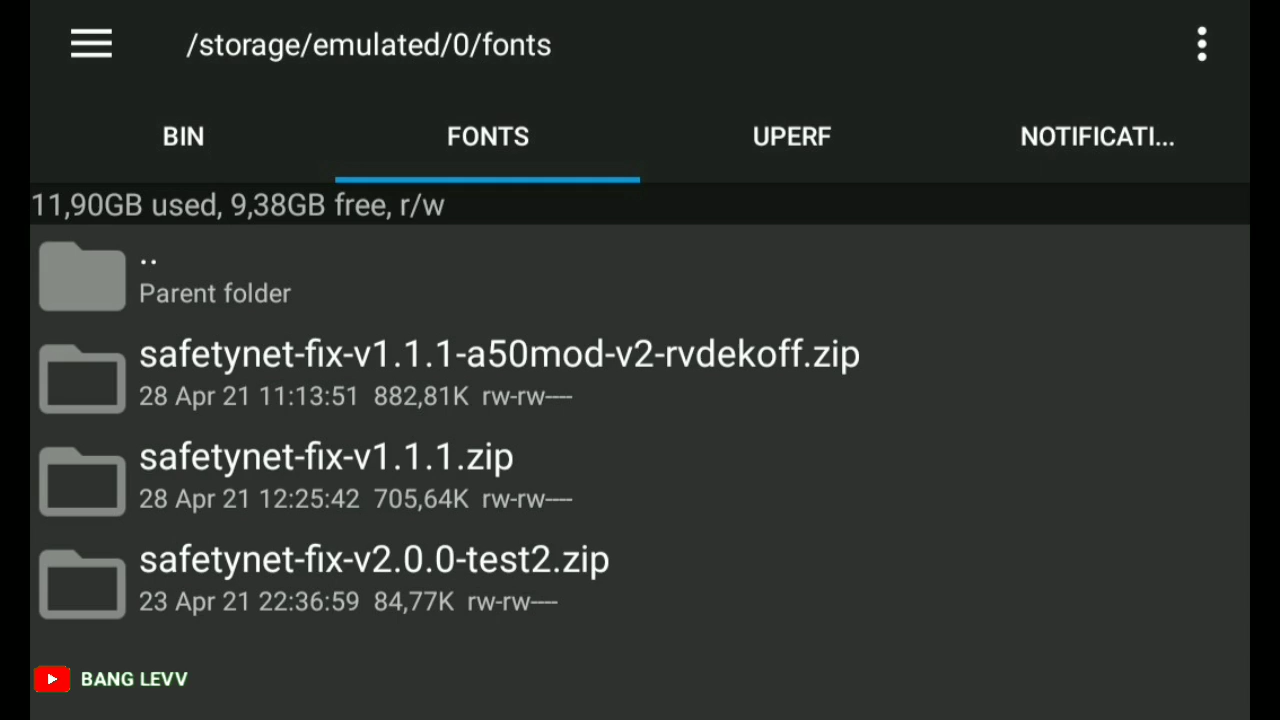 /storage/emulated/0/fonts
BIN FONTS UPERF NOTIFICATI...
11,90GB used, 9,38GB free, r/w
..
Parent folder
safetynet-fix-v1.1.1-a50mod-v2-rvdekoff.zip
28 Apr 21 11:13:51 882,81K rw-rw----
safetynet-fix-v1.1.1.zip
28 Apr 21 12:25:42 705,64K rw-rw----
safetynet-fix-v2.0.0-test2.zip
23 Apr 21 22:36:59 84,77K rw-rw----
BANG LEVV